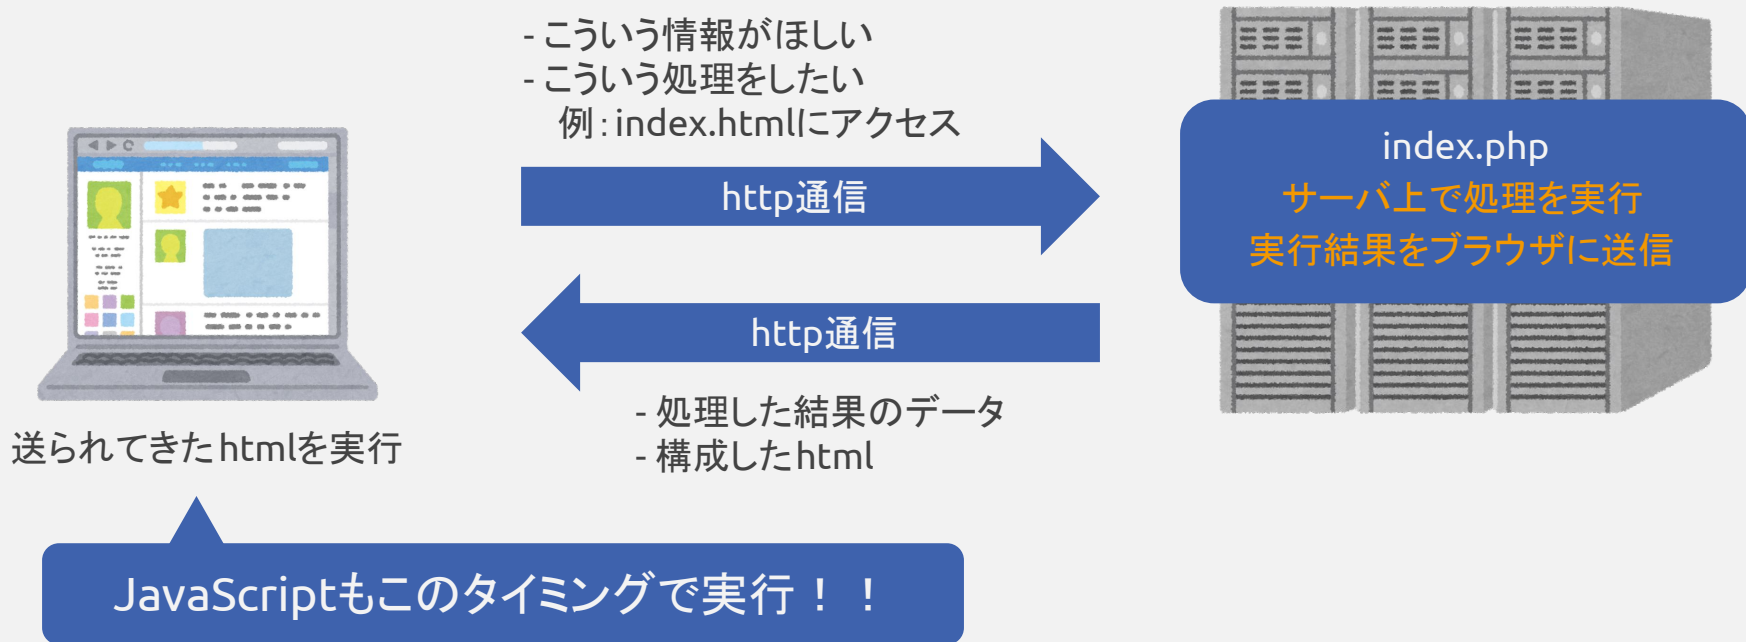 - こういう情報がほしい
- こういう処理をしたい
例：index.htmlにアクセス
http通信
index.php
サーバ上で処理を実行
実行結果をブラウザに送信
http通信
- 処理した結果のデータ
- 構成したhtml
送られてきたhtmlを実行
JavaScriptもこのタイミングで実行！！